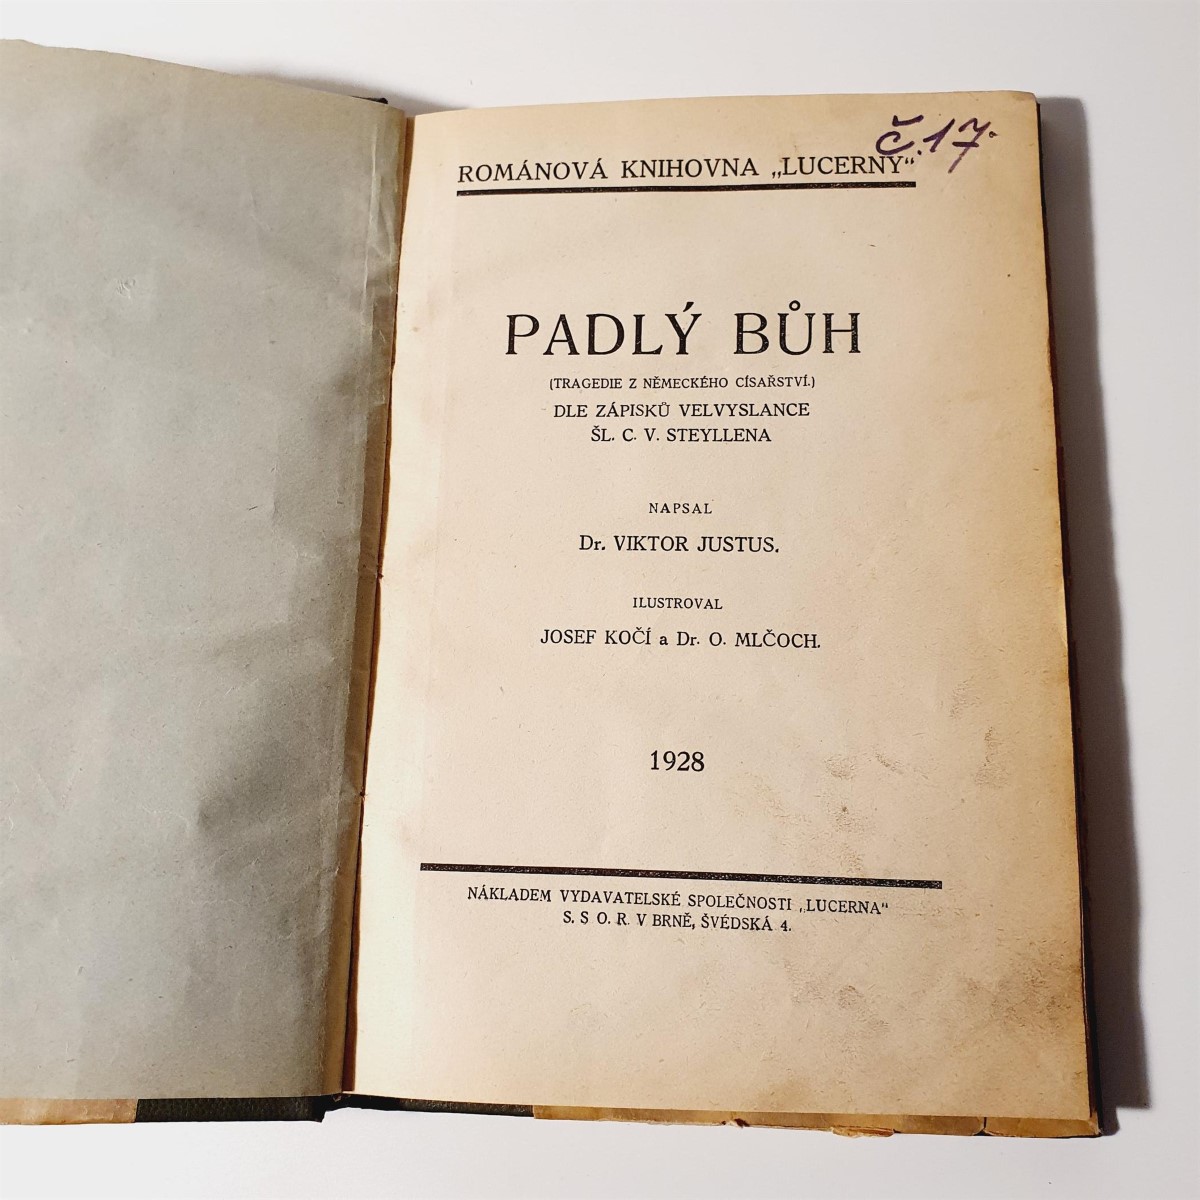 Č.17.
ROMÁNOVÁ KNIHOVNA „LUCERNY“
PADLÝ BŮH
(TRAGEDIE Z NĚMECKÉHO CÍSAŘSTVÍ.)
DLE ZÁPISKŮ VELVYSLANCE
ŠL. C. V. STEYLLENA
NAPSAL
Dr. VIKTOR JUSTUS.
ILUSTROVAL
JOSEF KOČÍ a Dr. O. MLČOCH.
1928
NÁKLADEM VYDAVATELSKÉ SPOLEČNOSTI „LUCERNA“
S. S O. R. V BRNĚ, ŠVÉDSKÁ 4.